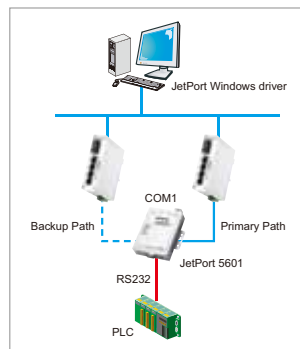 JetPort Windows driver
COM1
Backup Path
Primary Path
JetPort 5601
RS232
PLC